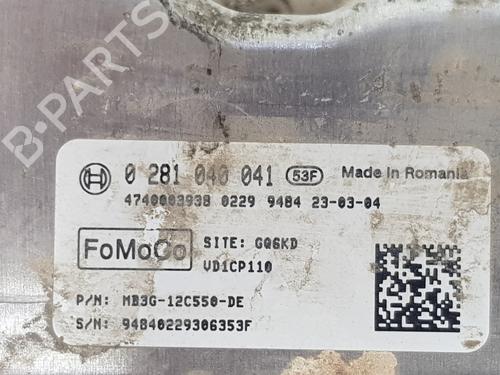 B-PARTS
0 281 040 041 53F Made in Romania
4740003938 0229 9484 23-03-04
FoMoCo SITE: GQ6KD
VD1CP110
P/N: MB3G-12C550-DE
S/N: 94840229306353F